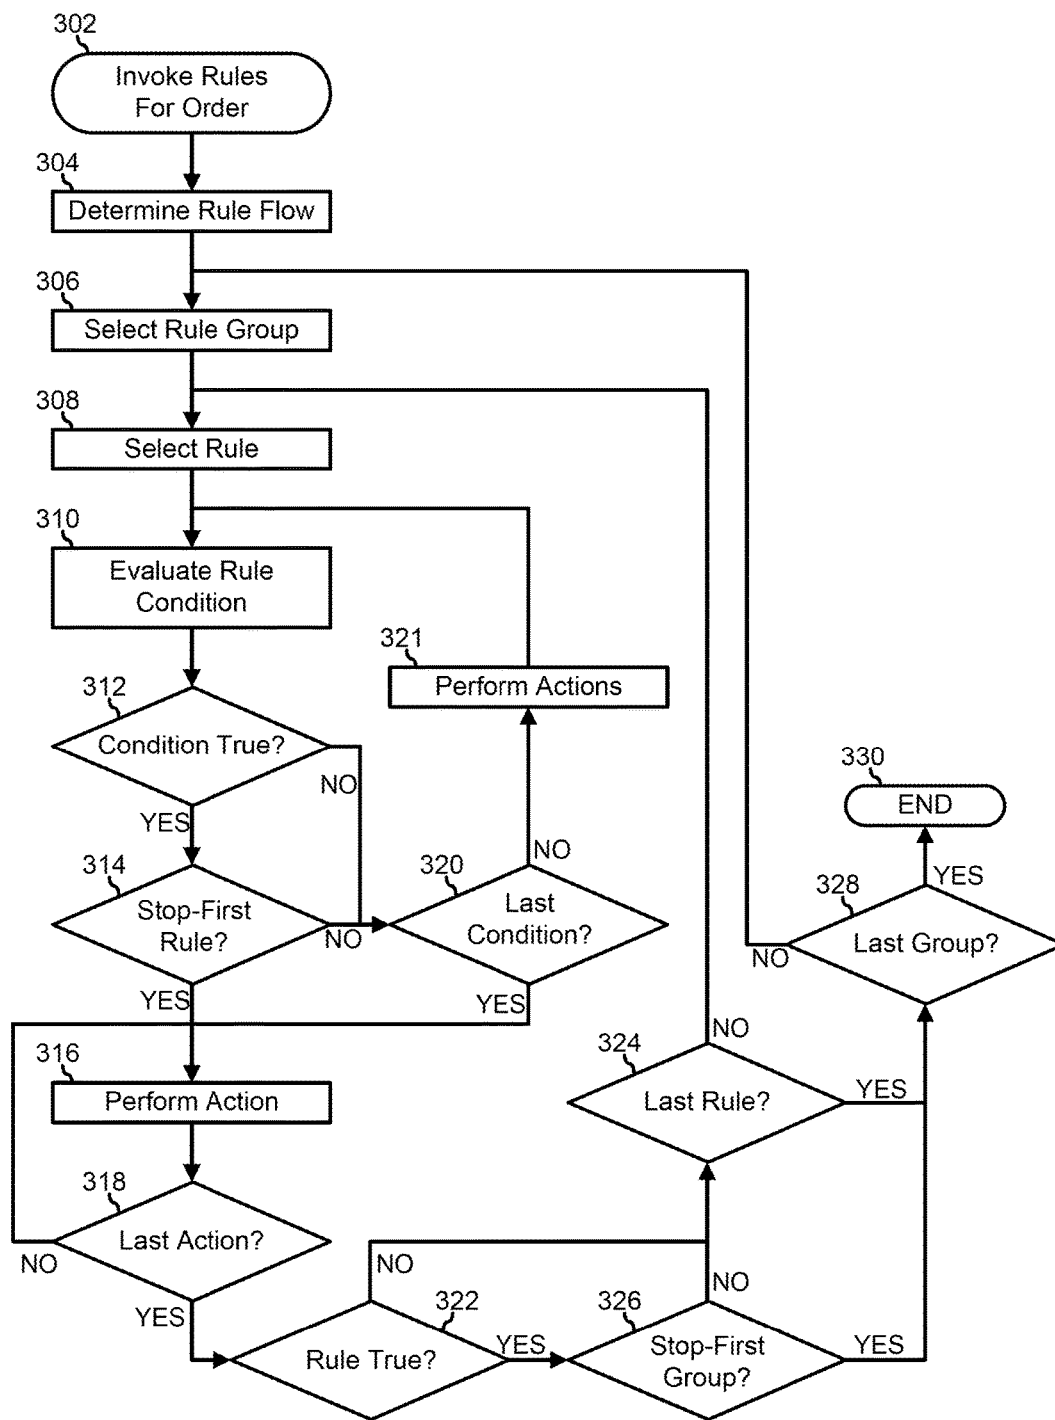 302
Invoke Rules
For Order
304
Determine Rule Flow
306
Select Rule Group
308
Select Rule
310
Evaluate Rule
Condition
321
Perform Actions
312
Condition True?
NO
YES
330
END
314
Stop-First
Rule?
NO
YES
320
Last
Condition?
NO
YES
328
Last Group?
YES
NO
316
Perform Action
324
Last Rule?
NO
YES
318
Last Action?
NO
YES
322
Rule True?
NO
YES
326
Stop-First
Group?
NO
YES